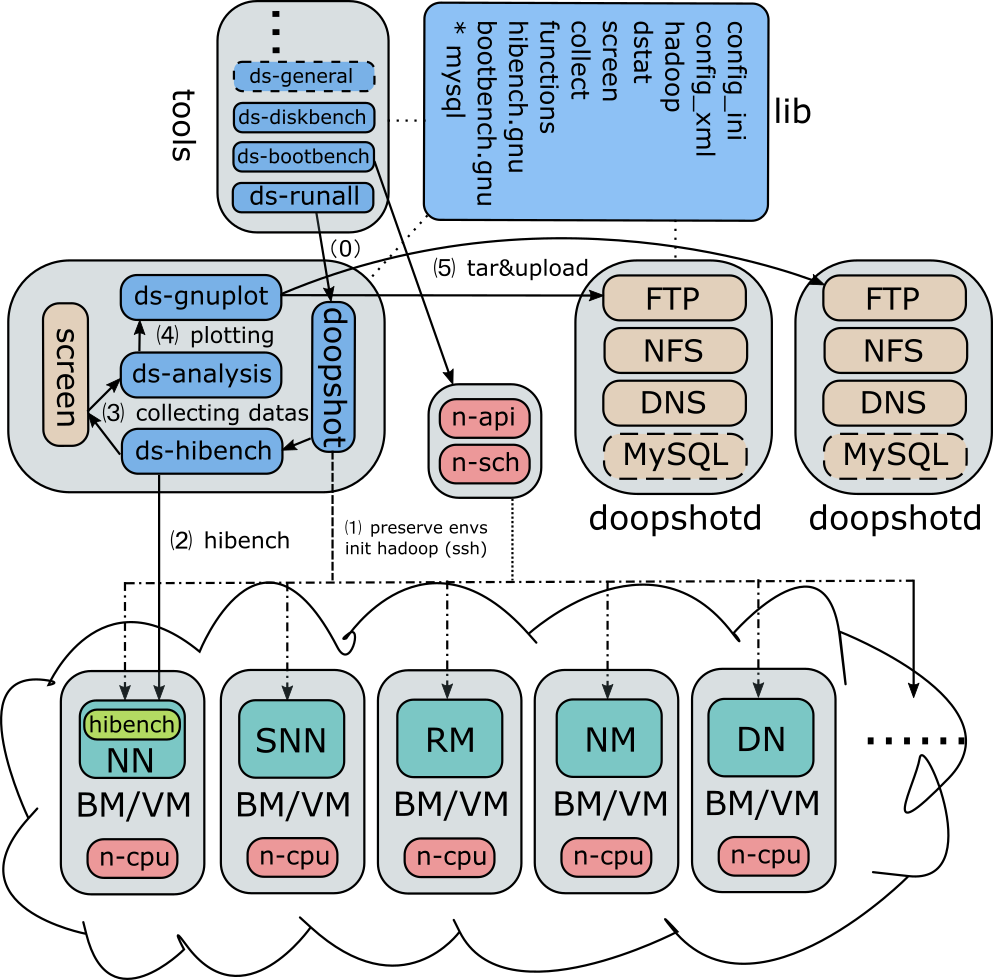 ds-general
ds-diskbench
ds-bootbench
ds-runall
tools
config_ini
config_xml
hadoop
dstat
screen
collect
functions
hibench.gnu
bootbench.gnu
* mysql
lib
(0)
(5) tar&upload
ds-gnuplot
(4) plotting
screen
ds-analysis
(3) collecting datas
ds-hibench
doopshot
n-api
n-sch
FTP
NFS
DNS
MySQL
doopshotd
FTP
NFS
DNS
MySQL
doopshotd
(2) hibench
(1) preserve envs
init hadoop (ssh)
hibench
NN
BM/VM
n-cpu
SNN
BM/VM
n-cpu
RM
BM/VM
n-cpu
NM
BM/VM
n-cpu
DN
BM/VM
n-cpu